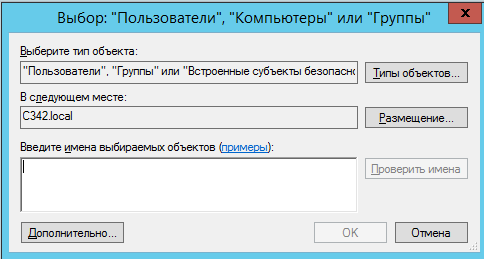 Выбор: "Пользователи", "Компьютеры" или "Группы"
x
Выберите тип объекта:
"Пользователи", "Группы" или "Встроенные субъекты безопасно
Типы объектов...
В следующем месте:
C342.local
Размещение...
Введите имена выбираемых объектов (примеры):
Проверить имена
Дополнительно...
ОК
Отмена